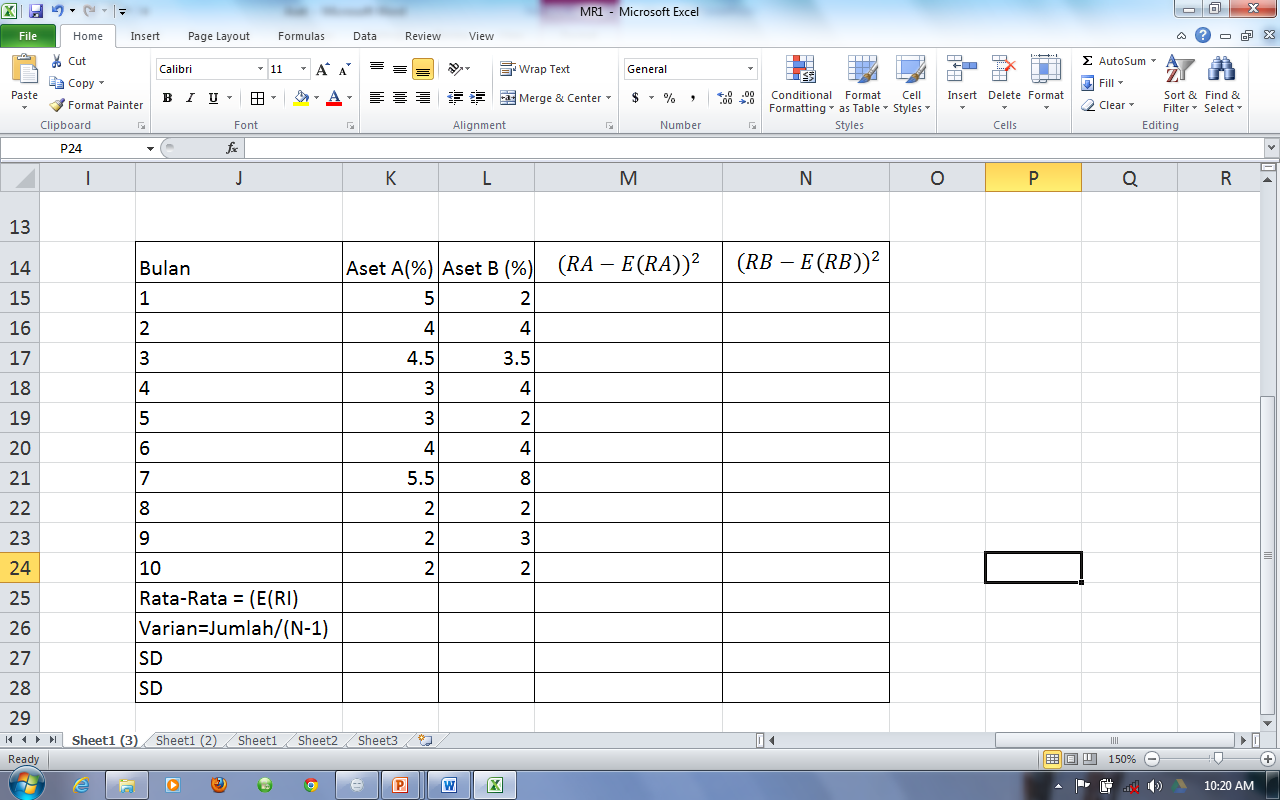 MR1 - Microsoft Excel
File Home Insert Page Layout Formulas Data Review View
Paste Cut Copy Format Painter
Calibri 11 Wrap Text General AutoSum
B I U Merge & Center $ % , Fill Clear
Conditional Formatting Format as Table Cell Styles Insert Delete Format Sort & Filter Find & Select
Clipboard Font Alignment Number Styles Cells Editing
P24 fx
I J K L M N O P Q R
13
14 Bulan Aset A(%) Aset B (%) (RA − E(RA))² (RB − E(RB))²
15 1 5 2
16 2 4 4
17 3 4.5 3.5
18 4 3 4
19 5 3 2
20 6 4 4
21 7 5.5 8
22 8 2 2
23 9 2 3
24 10 2 2
25 Rata-Rata = (E(RI)
26 Varian=Jumlah/(N-1)
27 SD
28 SD
29
Sheet1 (3) Sheet1 (2) Sheet1 Sheet2 Sheet3
Ready 150%
10:20 AM